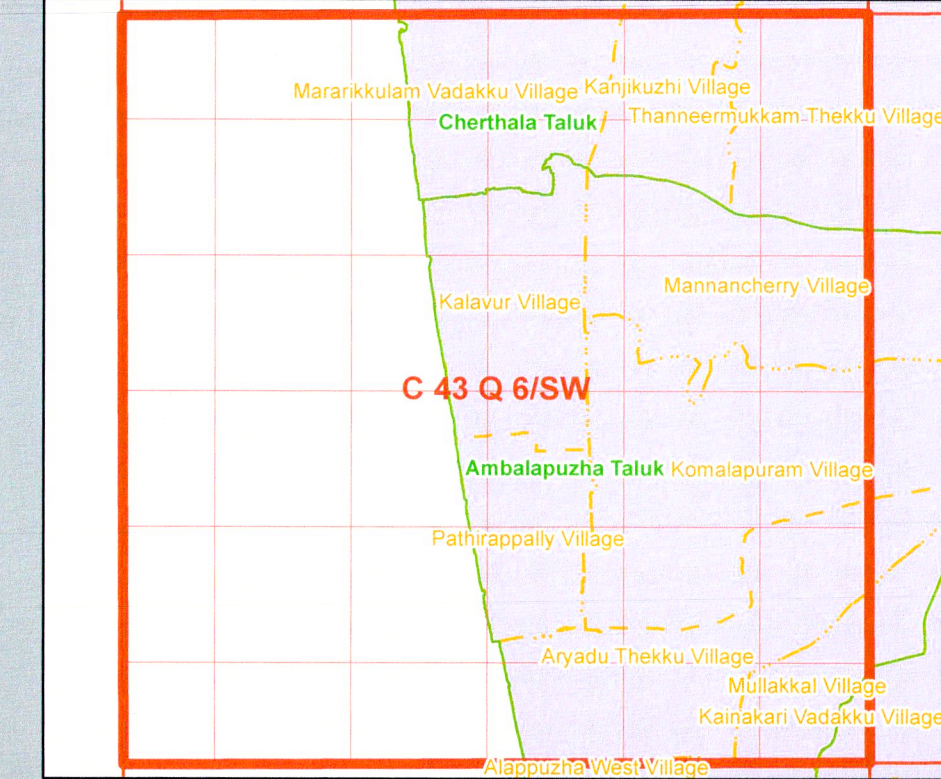 Kanjikuzhi Village
Mararikkulam Vadakku Village
Thanneermukkam Thekku Village
Cherthala Taluk
Mannancherry Village
Kalavur Village
C 43 Q 6/SW
Ambalapuzha Taluk
Komalapuram Village
Pathirappally Village
Aryadu Thekku Village
Mullakkal Village
Kainakari Vadakku Village
Alappuzha West Village